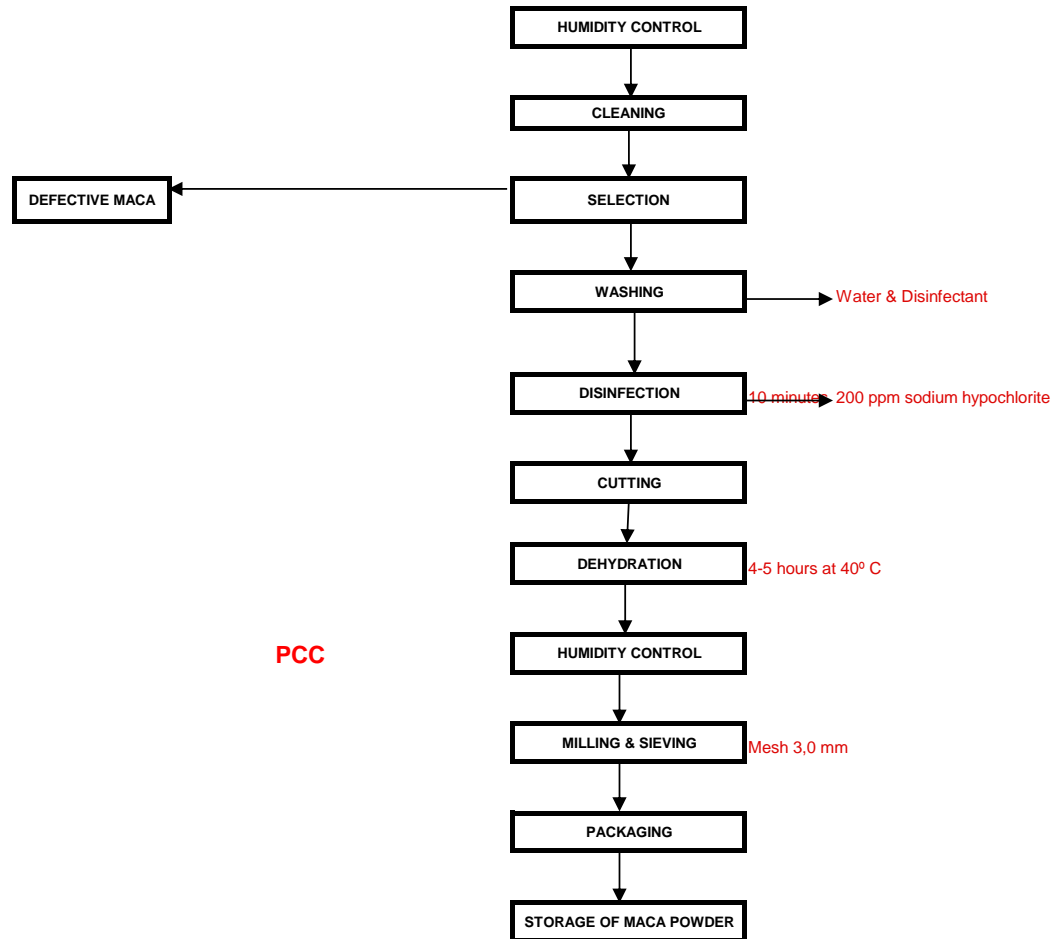 HUMIDITY CONTROL
CLEANING
DEFECTIVE MACA
SELECTION
WASHING
Water & Disinfectant
DISINFECTION
10 minutes, 200 ppm sodium hypochlorite
CUTTING
DEHYDRATION
4-5 hours at 40º C
PCC
HUMIDITY CONTROL
MILLING & SIEVING
Mesh 3,0 mm
PACKAGING
STORAGE OF MACA POWDER